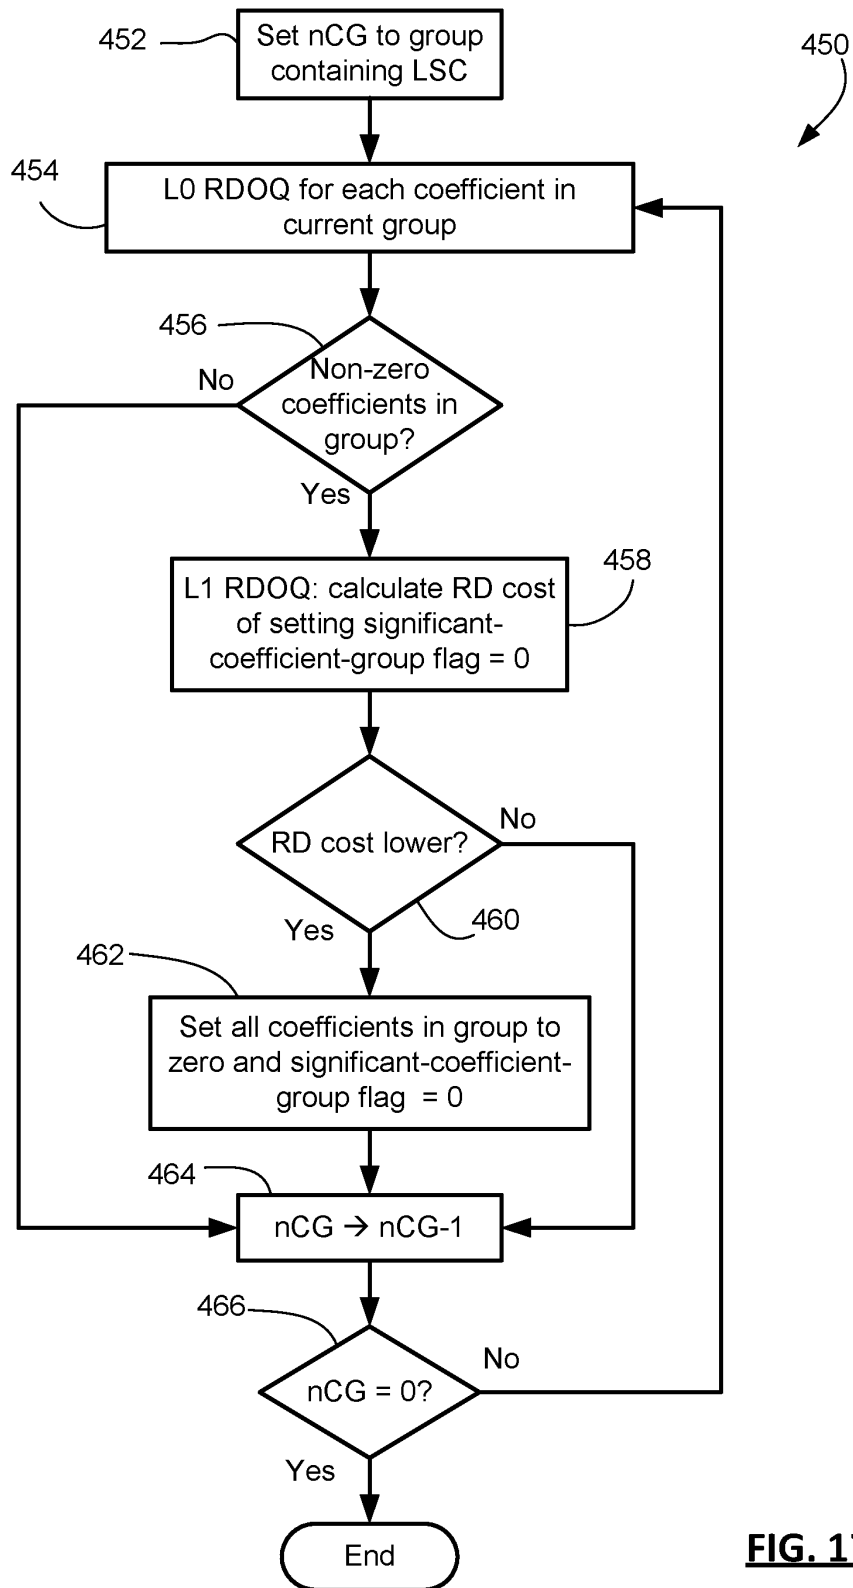 452
Set nCG to group
containing LSC
450
454
L0 RDOQ for each coefficient in
current group
456
No
Non-zero
coefficients in
group?
Yes
458
L1 RDOQ: calculate RD cost
of setting significant-
coefficient-group flag = 0
RD cost lower?
No
Yes
460
462
Set all coefficients in group to
zero and significant-coefficient-
group flag = 0
464
nCG → nCG-1
466
nCG = 0?
No
Yes
End
FIG. 1